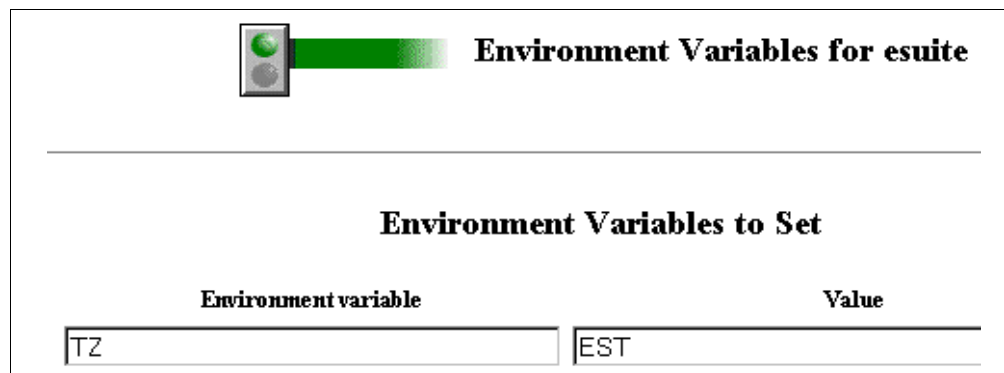 Environment Variables for esuite
Environment Variables to Set
Environment variable Value
TZ EST